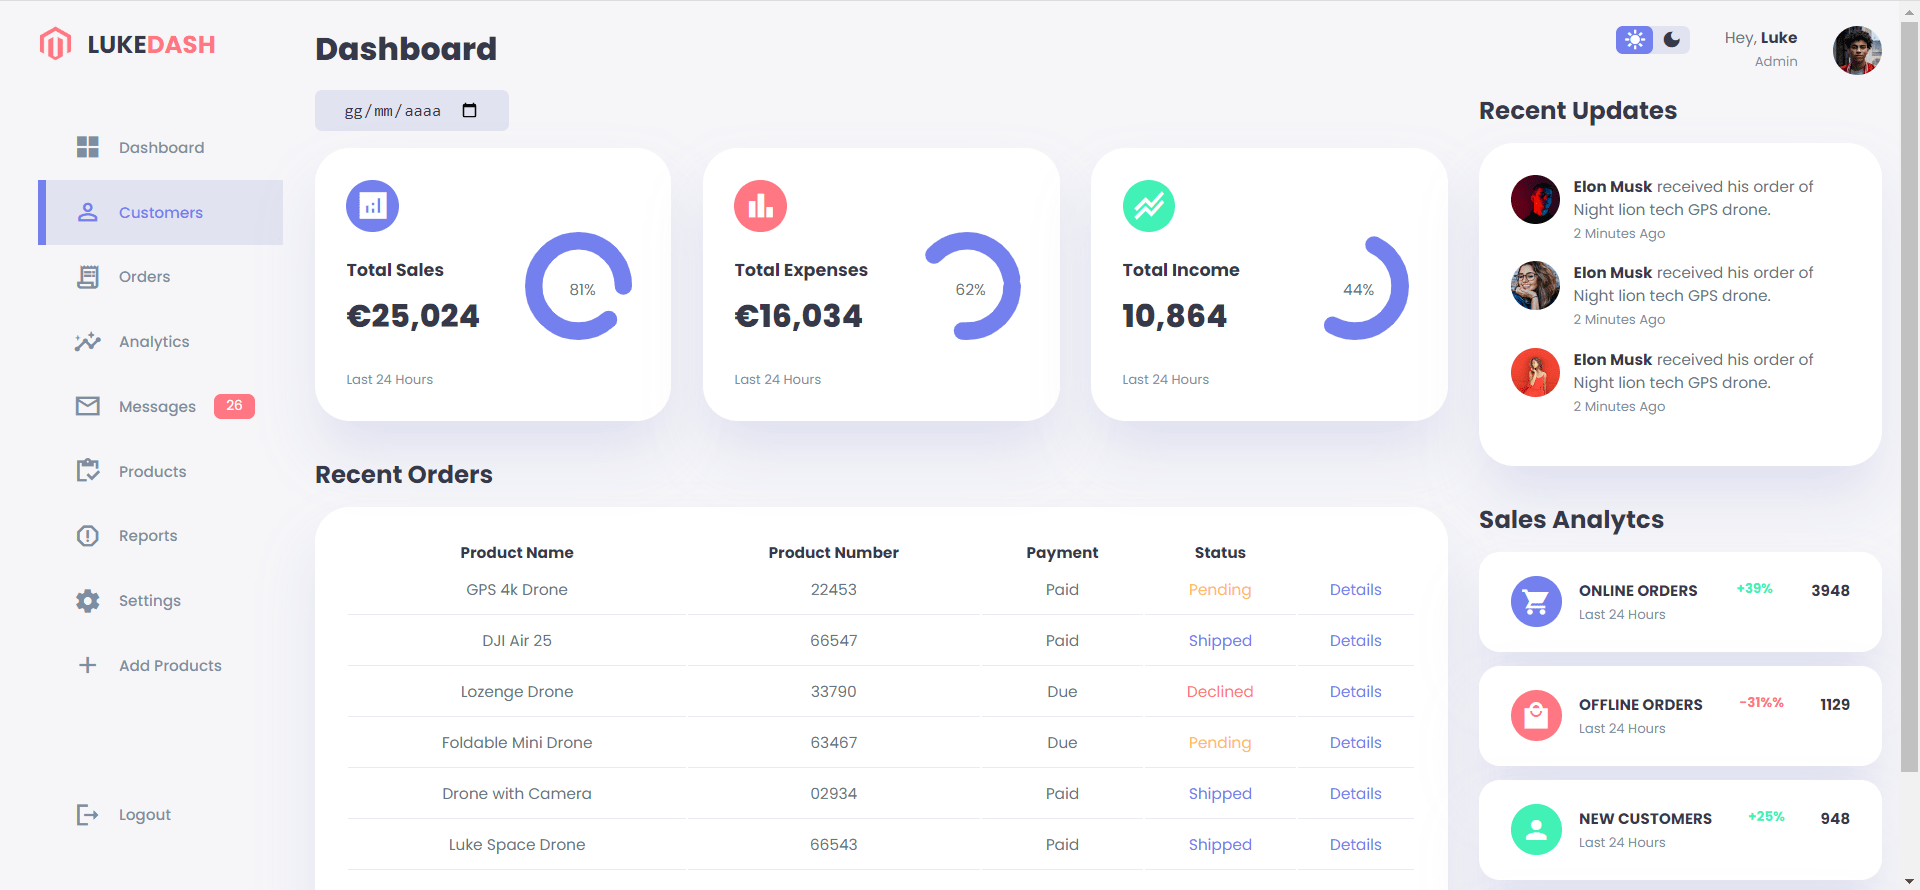 LUKEDASH
Dashboard
Customers
Orders
Analytics
Messages 26
Products
Reports
Settings
Add Products
Logout
Dashboard
gg/mm/aaaa
Total Sales
€25,024
81%
Last 24 Hours
Total Expenses
€16,034
62%
Last 24 Hours
Total Income
10,864
44%
Last 24 Hours
Recent Orders
Product Name Product Number Payment Status
GPS 4k Drone 22453 Paid Pending Details
DJI Air 25 66547 Paid Shipped Details
Lozenge Drone 33790 Due Declined Details
Foldable Mini Drone 63467 Due Pending Details
Drone with Camera 02934 Paid Shipped Details
Luke Space Drone 66543 Paid Shipped Details
Hey, Luke
Admin
Recent Updates
Elon Musk received his order of
Night lion tech GPS drone.
2 Minutes Ago
Elon Musk received his order of
Night lion tech GPS drone.
2 Minutes Ago
Elon Musk received his order of
Night lion tech GPS drone.
2 Minutes Ago
Sales Analytcs
ONLINE ORDERS +39% 3948
Last 24 Hours
OFFLINE ORDERS -31%% 1129
Last 24 Hours
NEW CUSTOMERS +25% 948
Last 24 Hours